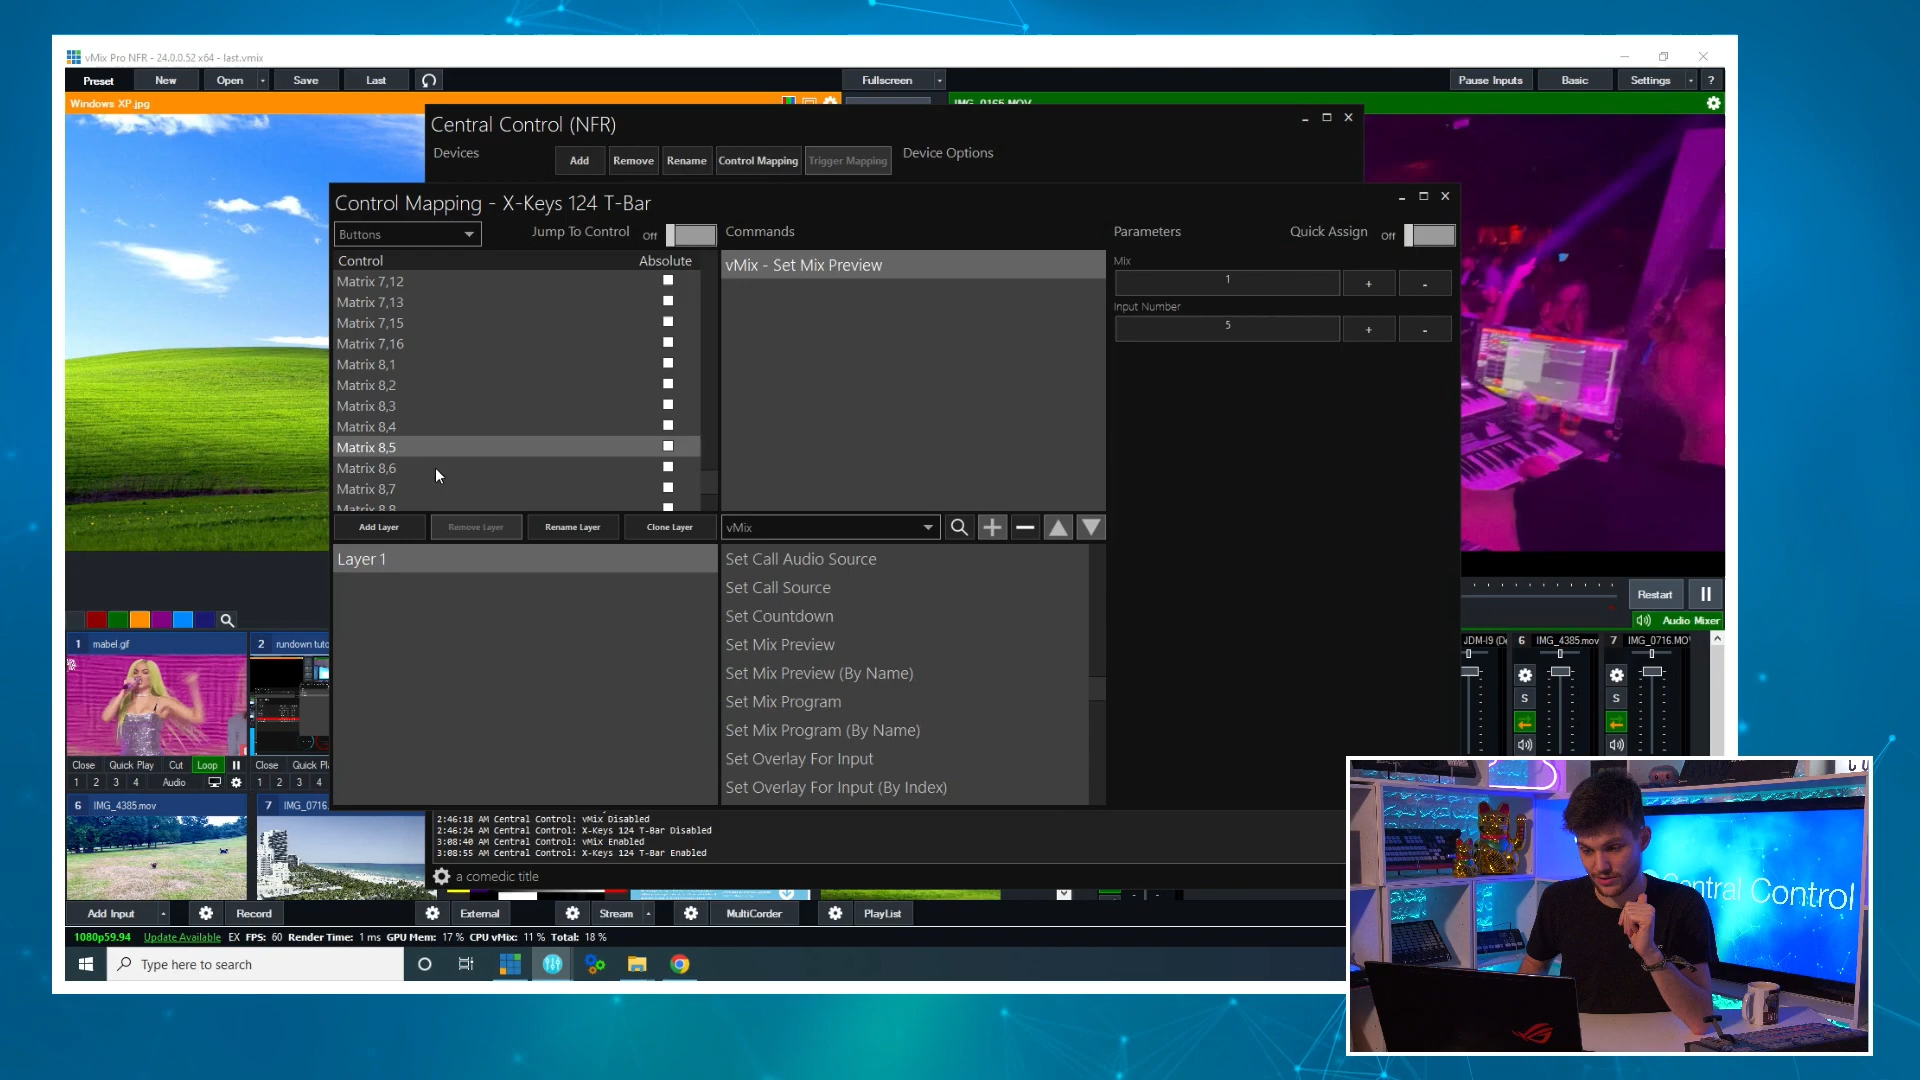 vMix Pro NFR - 24.0.0.52 x64 - last.vmix
Preset New Open Save Last Fullscreen Pause Inputs Basic Settings ?
Windows XP.jpg
IMG_0165.MOV
Central Control (NFR)
Devices Add Remove Rename Control Mapping Trigger Mapping Device Options
Control Mapping - X-Keys 124 T-Bar
Buttons Jump To Control Off Commands Parameters Quick Assign Off
Control Absolute
vMix - Set Mix Preview
Mix
1 + -
Input Number
5 + -
Matrix 7,12
Matrix 7,13
Matrix 7,15
Matrix 7,16
Matrix 8,1
Matrix 8,2
Matrix 8,3
Matrix 8,4
Matrix 8,5
Matrix 8,6
Matrix 8,7
Matrix 8,8
Add Layer Remove Layer Rename Layer Clone Layer vMix
Layer 1
Set Call Audio Source
Set Call Source
Set Countdown
Set Mix Preview
Set Mix Preview (By Name)
Set Mix Program
Set Mix Program (By Name)
Set Overlay For Input
Set Overlay For Input (By Index)
Restart
Audio Mixer
JDM-I9 (De 6 IMG_4385.mov 7 IMG_0716.MO
S S
1 mabel.gif 2 rundown tuto
Close Quick Play Cut Loop Close Quick Pl
1 2 3 4 Audio 1 2 3 4
6 IMG_4385.mov 7 IMG_0716.
2:46:18 AM Central Control: vMix Disabled
2:46:24 AM Central Control: X-Keys 124 T-Bar Disabled
3:08:40 AM Central Control: vMix Enabled
3:08:55 AM Central Control: X-Keys 124 T-Bar Enabled
a comedic title
Add Input Record External Stream MultiCorder PlayList
1080p59.94 Update Available EX FPS: 60 Render Time: 1 ms GPU Mem: 17 % CPU vMix: 11 % Total: 18 %
Type here to search
Central Control